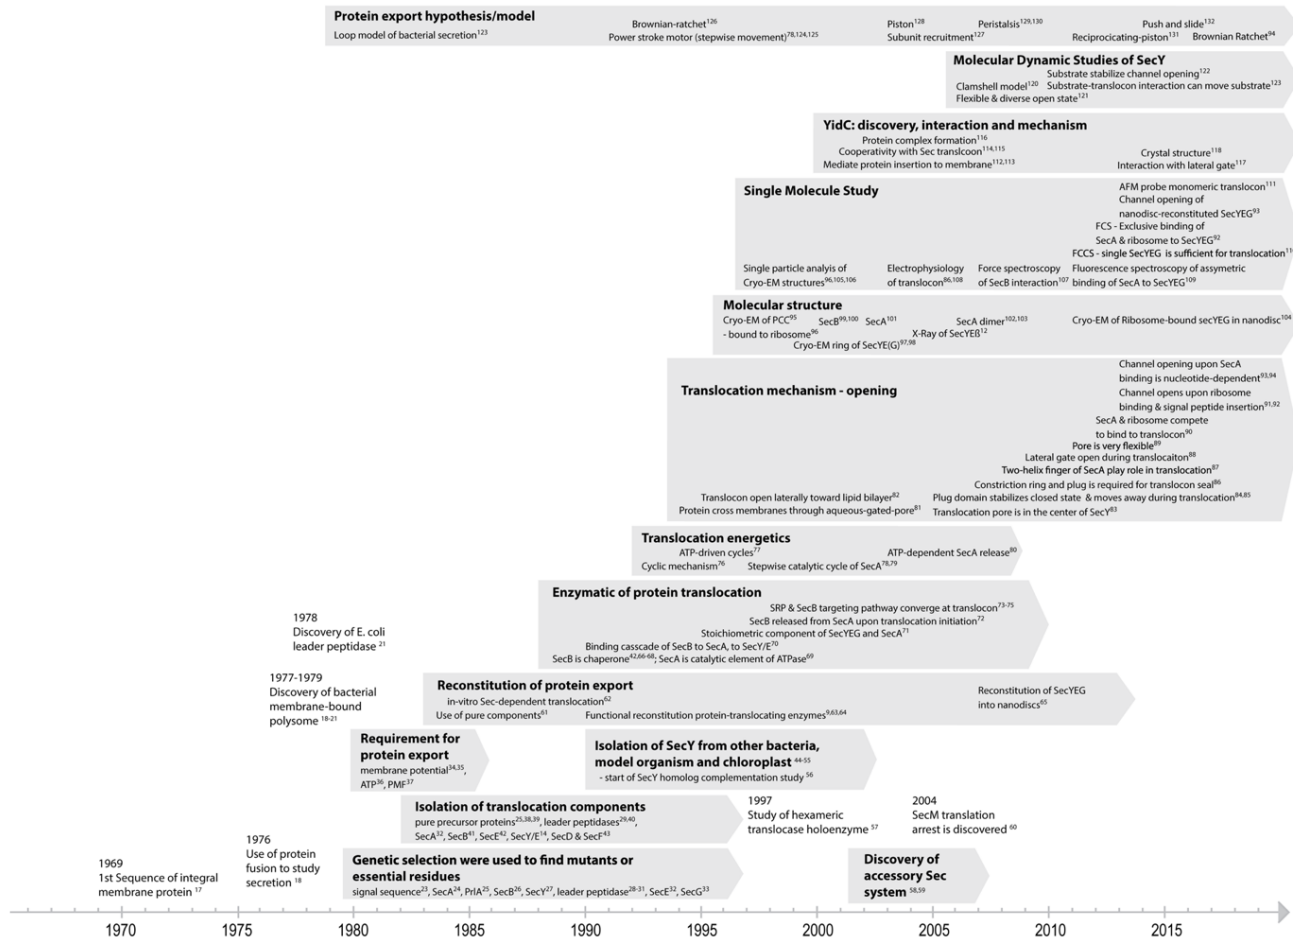 Protein export hypothesis/model
Brownian-ratchet126
Piston128
Peristalsis129,130
Push and slide132
Loop model of bacterial secretion123
Power stroke motor (stepwise movement)78,124,125
Subunit recruitment127
Reciprocicating-piston131
Brownian Ratchet94
Molecular Dynamic Studies of SecY
Substrate stabilize channel opening122
Clamshell model120
Substrate-translocon interaction can move substrate123
Flexible & diverse open state121
YidC: discovery, interaction and mechanism
Protein complex formation116
Cooperativity with Sec translcoon114,115
Crystal structure118
Mediate protein insertion to membrane112,113
Interaction with lateral gate117
Single Molecule Study
AFM probe monomeric translocon111
Channel opening of
nanodisc-reconstituted SecYEG93
FCS - Exclusive binding of
SecA & ribosome to SecYEG92
FCCS - single SecYEG is sufficient for translocation11
Single particle analyis of
Cryo-EM structures96,105,106
Electrophysiology
of translocon86,108
Force spectroscopy
of SecB interaction107
Fluorescence spectroscopy of assymetric
binding of SecA to SecYEG109
Molecular structure
Cryo-EM of PCC95
SecB99,100
SecA101
SecA dimer102,103
Cryo-EM of Ribosome-bound secYEG in nanodisc104
- bound to ribosome96
X-Ray of SecYEß12
Cryo-EM ring of SecYE(G)97,98
Translocation mechanism - opening
Channel opening upon SecA
binding is nucleotide-dependent93,94
Channel opens upon ribosome
binding & signal peptide insertion91,92
SecA & ribosome compete
to bind to translocon90
Pore is very flexible89
Lateral gate open during translocaiton88
Two-helix finger of SecA play role in translocation87
Constriction ring and plug is required for translocon seal86
Translocon open laterally toward lipid bilayer82
Plug domain stabilizes closed state & moves away during translocation84,85
Protein cross membranes through aqueous-gated-pore81
Translocation pore is in the center of SecY83
Translocation energetics
ATP-driven cycles77
ATP-dependent SecA release80
Cyclic mechanism76
Stepwise catalytic cycle of SecA78,79
Enzymatic of protein translocation
SRP & SecB targeting pathway converge at translocon73-75
SecB released from SecA upon translocation initiation72
Stoichiometric component of SecYEG and SecA71
Binding casscade of SecB to SecA, to SecY/E70
SecB is chaperone42,66-68; SecA is catalytic element of ATPase69
1978
Discovery of E. coli
leader peptidase 21
1977-1979
Discovery of bacterial
membrane-bound
polysome 18-21
Reconstitution of protein export
in-vitro Sec-dependent translocation62
Use of pure components61
Functional reconstitution protein-translocating enzymes9,63,64
Reconstitution of SecYEG
into nanodiscs65
Requirement for
protein export
membrane potential34,35,
ATP36, PMF37
Isolation of SecY from other bacteria,
model organism and chloroplast 44-55
- start of SecY homolog complementation study 56
Isolation of translocation components
pure precursor proteins25,38,39, leader peptidases29,40,
SecA32, SecB41, SecE42, SecY/E14, SecD & SecF43
1997
Study of hexameric
translocase holoenzyme 57
2004
SecM translation
arrest is discovered 60
1976
Use of protein
fusion to study
secretion 18
1969
1st Sequence of integral
membrane protein 17
Genetic selection were used to find mutants or
essential residues
signal sequence23, SecA24, PrlA25, SecB26, SecY27, leader peptidase28-31, SecE32, SecG33
Discovery of
accessory Sec
system 58,59
1970
1975
1980
1985
1990
1995
2000
2005
2010
2015